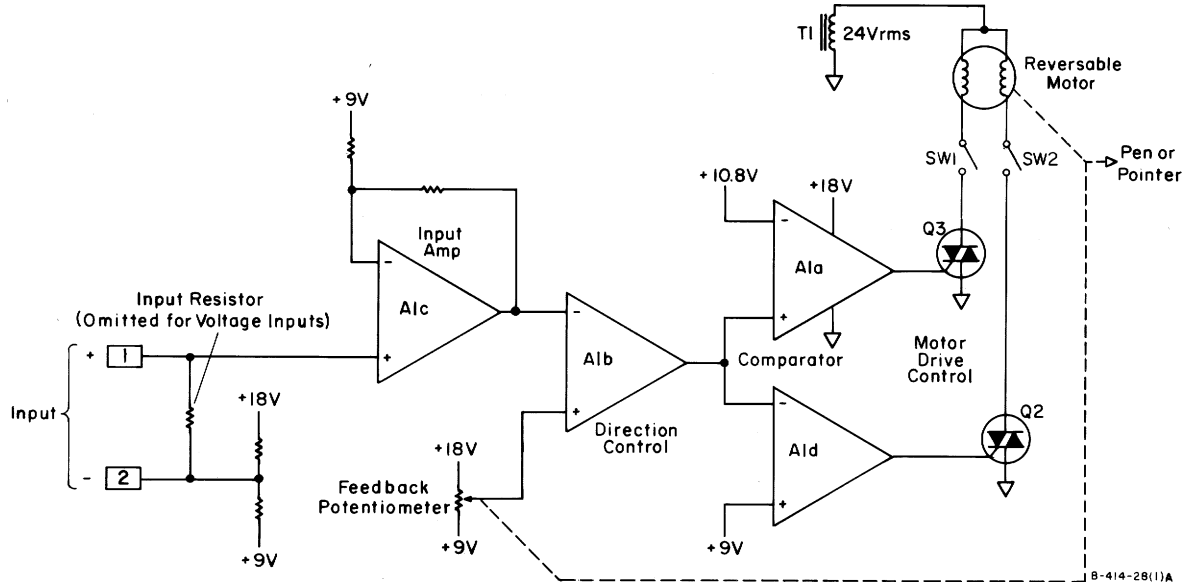 T1
24Vrms
Reversable
Motor
+9V
SW1
SW2
Pen or
Pointer
+10.8V
+18V
Input
Amp
Q3
-
A1a
+
-
A1c
+
Input Resistor
(Omitted for Voltage Inputs)
-
A1b
+
Comparator
Motor
Drive
Control
+ 1
Input
- 2
+18V
+9V
Direction
Control
-
A1d
+
Q2
+18V
Feedback
Potentiometer
+9V
+9V
B-414-28(1)A